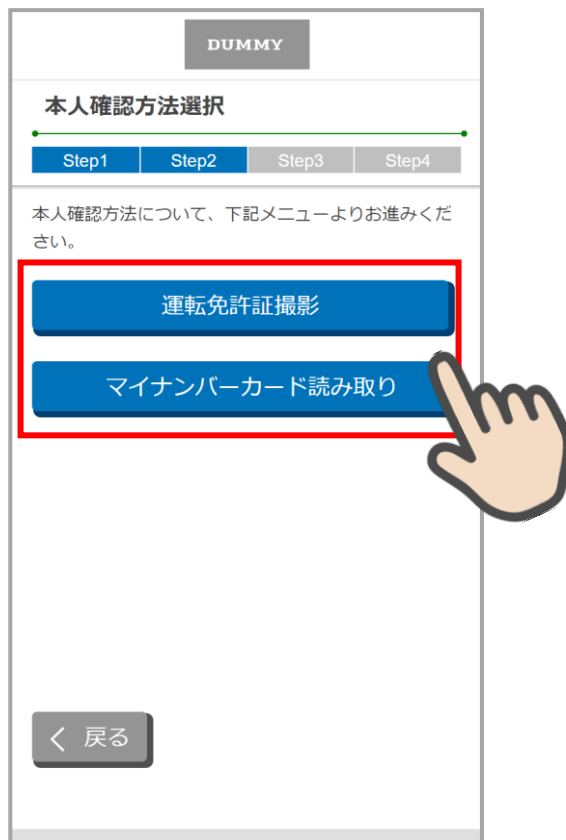 DUMMY
本人確認方法選択
Step1 Step2 Step3 Step4
本人確認方法について、下記メニューよりお進みくだ
さい。
運転免許証撮影
マイナンバーカード読み取り
戻る